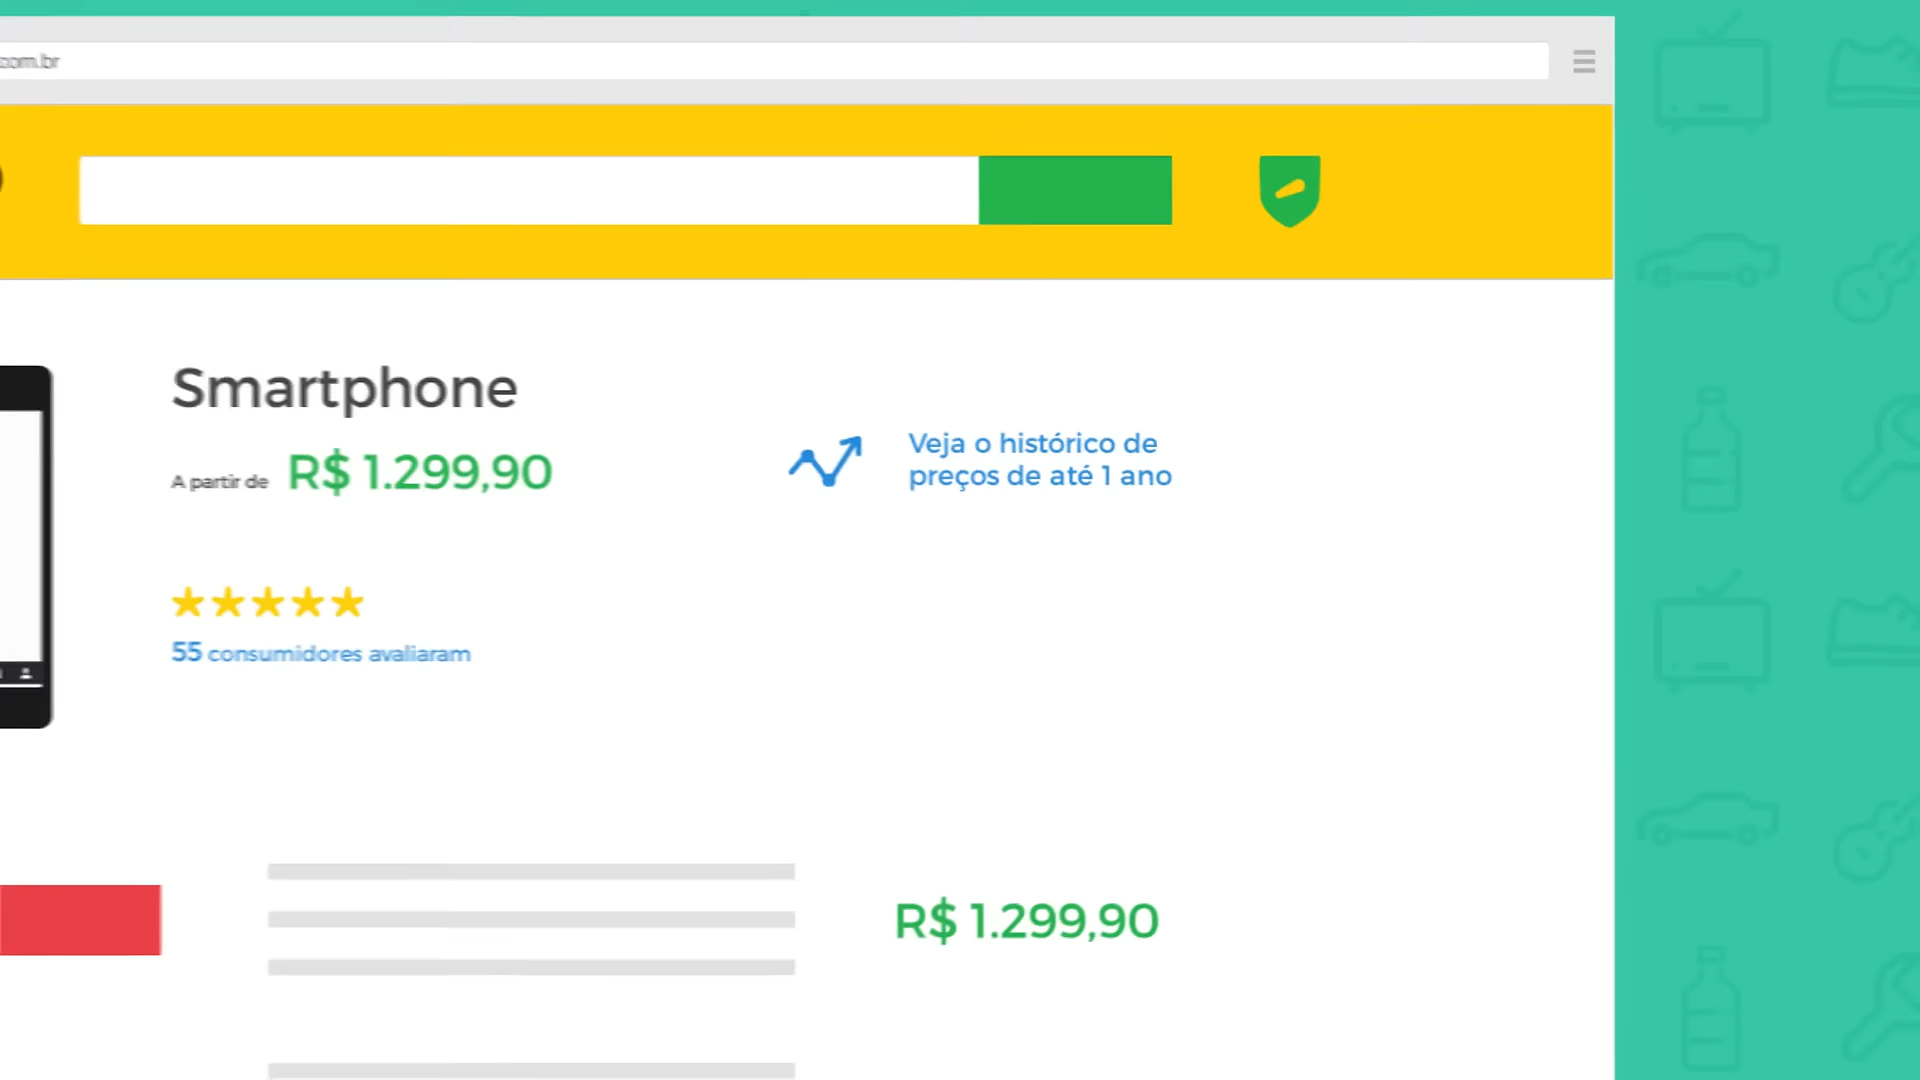 com.br
Smartphone
A partir de R$ 1.299,90
Veja o histórico de
preços de até 1 ano
55 consumidores avaliaram
R$ 1.299,90